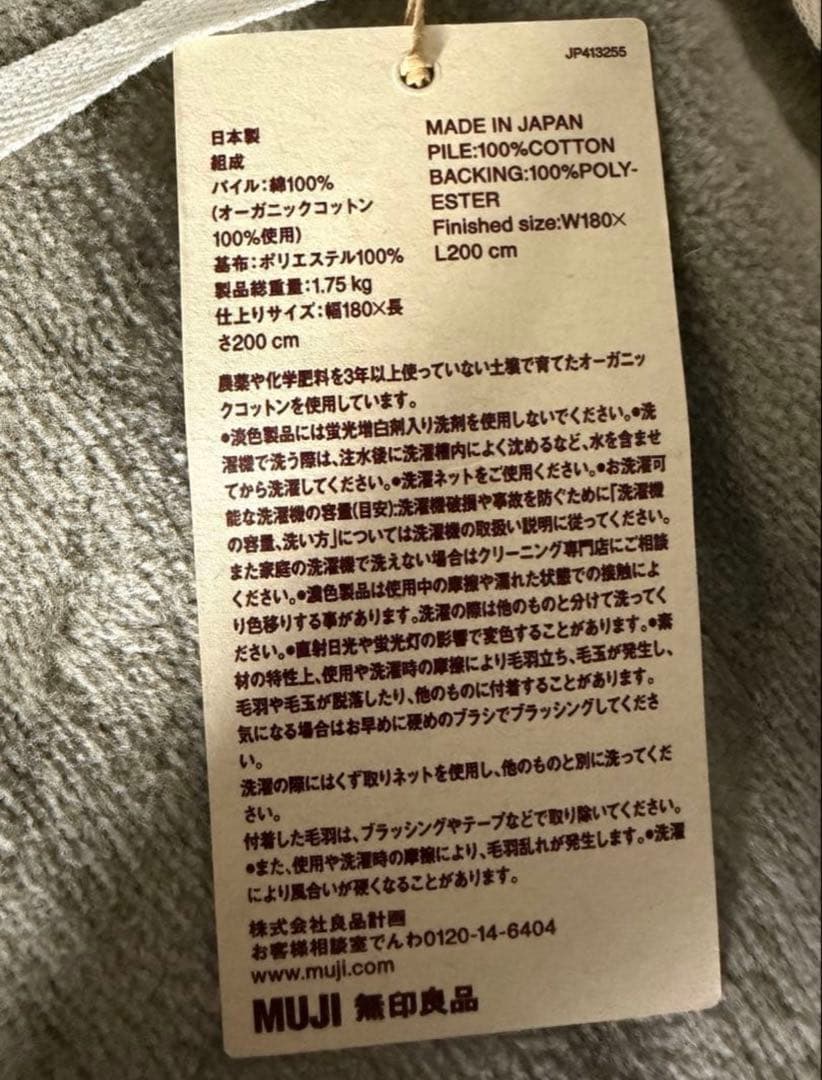 JP413255
日本製
組成
パイル:綿100%
(オーガニックコットン
100%使用)
基布:ポリエステル100%
製品総重量:1.75 kg
仕上りサイズ:幅180×長
さ200 cm
MADE IN JAPAN
PILE:100%COTTON
BACKING:100%POLY-
ESTER
Finished size:W180×
L200 cm
農薬や化学肥料を3年以上使っていない土壌で育てたオーガニッ
クコットンを使用しています。
●淡色製品には蛍光増白剤入り洗剤を使用しないでください。●洗
濯機で洗う際は、注水後に洗濯槽内によく沈めるなど、水を含ませ
てから洗濯してください。●洗濯ネットをご使用ください。●お洗濯可
能な洗濯機の容量(目安):洗濯機破損や事故を防ぐために「洗濯機
の容量、洗い方」については洗濯機の取扱い説明に従ってください。
また家庭の洗濯機で洗えない場合はクリーニング専門店にご相談
ください。●濃色製品は使用中の摩擦や濡れた状態での接触によ
り色移りする事があります。洗濯の際は他のものと分けて洗ってく
ださい。●直射日光や蛍光灯の影響で変色することがあります。●素
材の特性上、使用や洗濯時の摩擦により毛羽立ち、毛玉が発生し、
毛羽や毛玉が脱落したり、他のものに付着することがあります。
気になる場合はお早めに硬めのブラシでブラッシングしてくださ
い。
洗濯の際にはくず取りネットを使用し、他のものと別に洗ってくだ
さい。
付着した毛羽は、ブラッシングやテープなどで取り除いてください。
●また、使用や洗濯時の摩擦により、毛羽乱れが発生します。●洗濯
により風合いが硬くなることがあります。
株式会社良品計画
お客様相談室でんわ0120-14-6404
www.muji.com
MUJI 無印良品